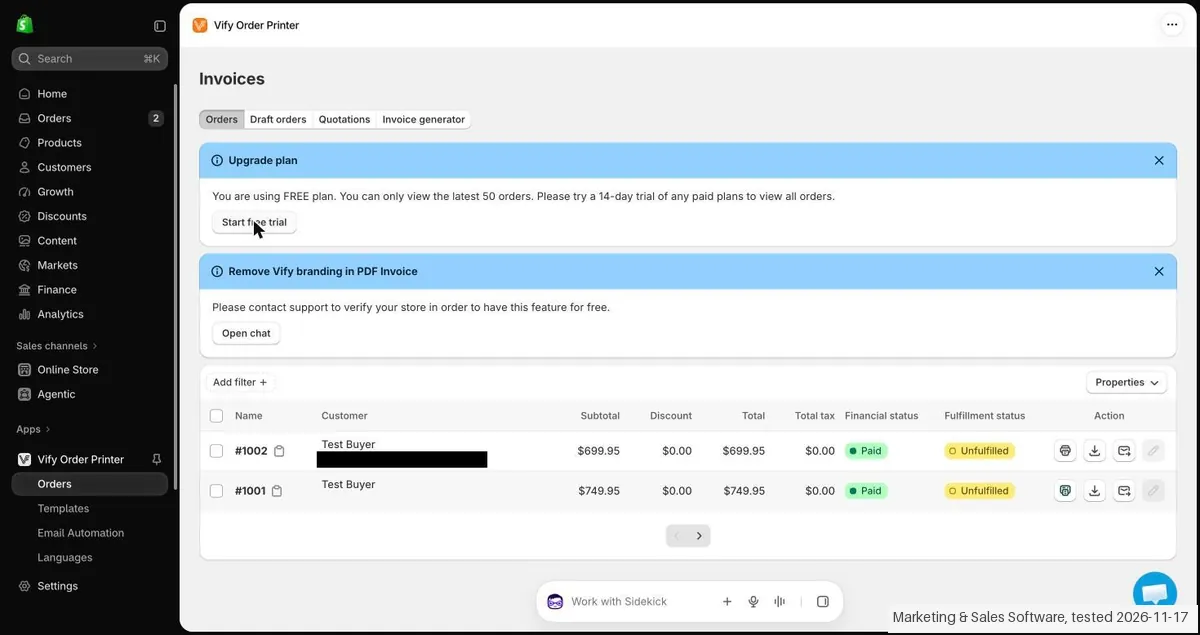 Vify Order Printer
Search ⌘K
Home
Orders 2
Products
Customers
Growth
Discounts
Content
Markets
Finance
Analytics
Sales channels
Online Store
Agentic
Apps
Vify Order Printer
Orders
Templates
Email Automation
Languages
Settings
Invoices
Orders Draft orders Quotations Invoice generator
Upgrade plan
You are using FREE plan. You can only view the latest 50 orders. Please try a 14-day trial of any paid plans to view all orders.
Start free trial
Remove Vify branding in PDF Invoice
Please contact support to verify your store in order to have this feature for free.
Open chat
Add filter +
Properties
Name Customer Subtotal Discount Total Total tax Financial status Fulfillment status Action
#1002 Test Buyer $699.95 $0.00 $699.95 $0.00 Paid Unfulfilled
#1001 Test Buyer $749.95 $0.00 $749.95 $0.00 Paid Unfulfilled
Work with Sidekick
Marketing & Sales Software, tested 2026-11-17